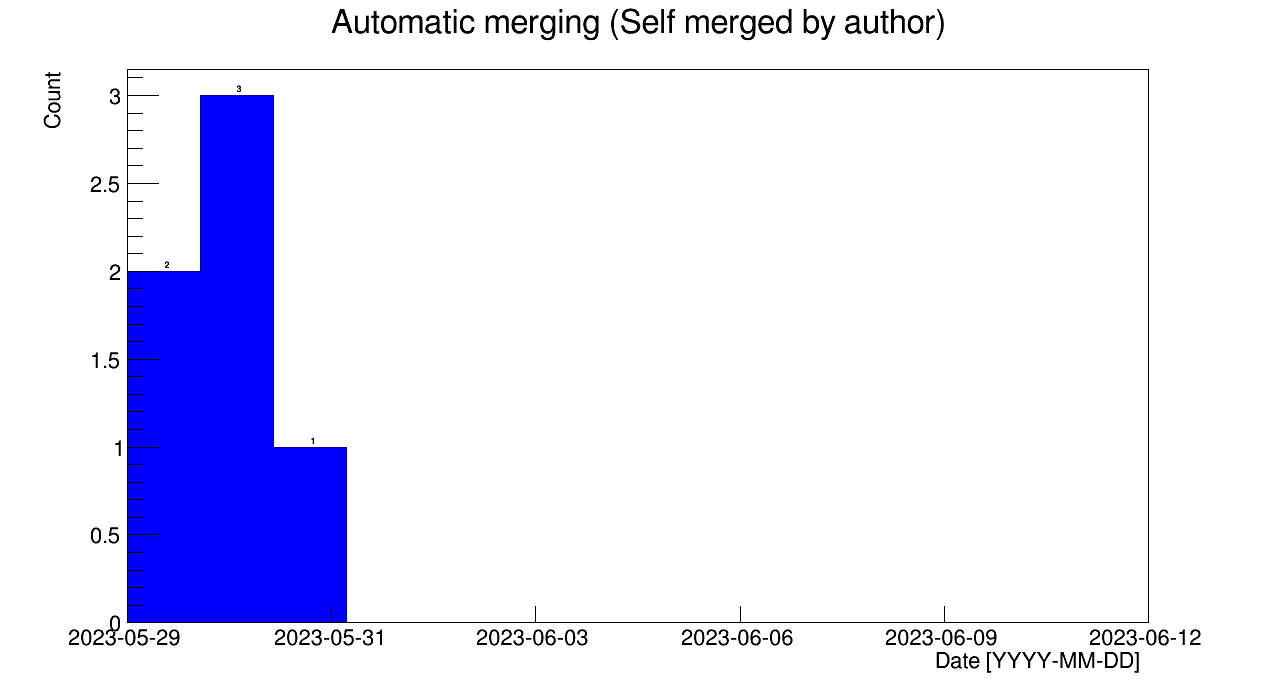 Automatic merging (Self merged by author)
Count
3
3
2.5
2
2
1.5
1
1
0.5
0
2023-05-29 2023-05-31 2023-06-03 2023-06-06 2023-06-09 2023-06-12
Date [YYYY-MM-DD]